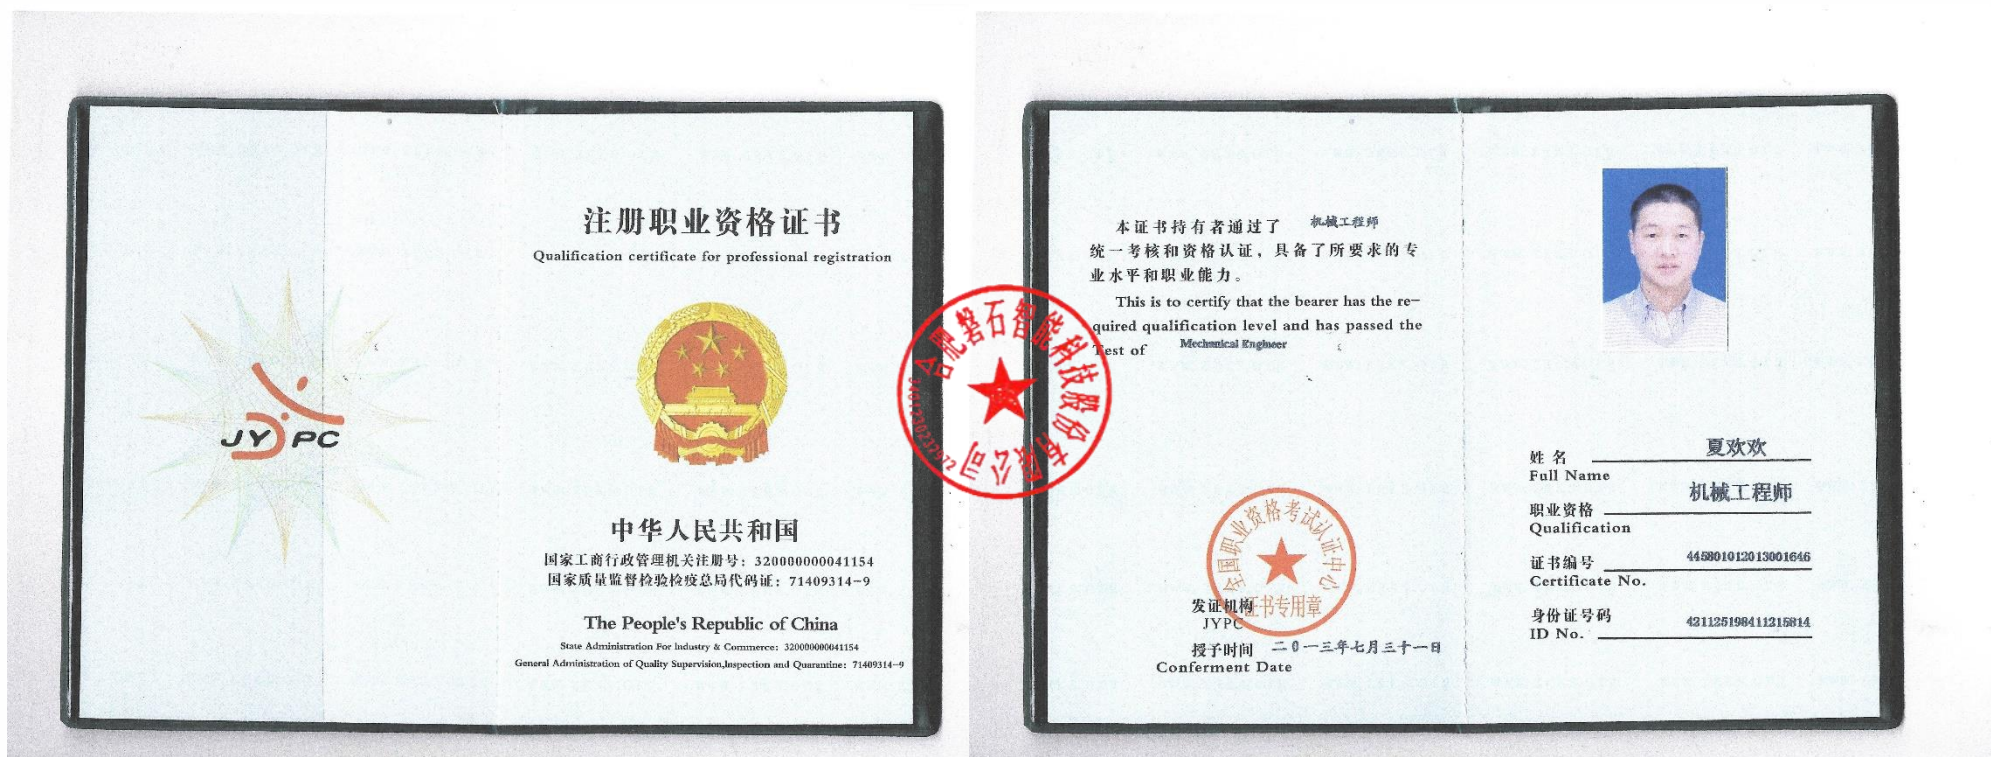 JYPC
注册职业资格证书
Qualification certificate for professional registration
中华人民共和国
国家工商行政管理机关注册号：320000000041154
国家质量监督检验检疫总局代码证：71409314-9
The People's Republic of China
State Administration For Industry & Commerce: 320000000041154
General Administration of Quality Supervision,Inspection and Quarantine: 71409314-9
合肥磐石智能科技股份有限公司
本证书持有者通过了 机械工程师
统一考核和资格认证，具备了所要求的专
业水平和职业能力。
This is to certify that the bearer has the re-
quired qualification level and has passed the
Test of Mechanical Engineer
全国职业资格考试认证中心
证书专用章
发证机构
JYPC
授予时间 二0一三年七月三十一日
Conferment Date
姓名 夏欢欢
Full Name
职业资格 机械工程师
Qualification
证书编号 445801012013001646
Certificate No.
身份证号码 421125198411215814
ID No.